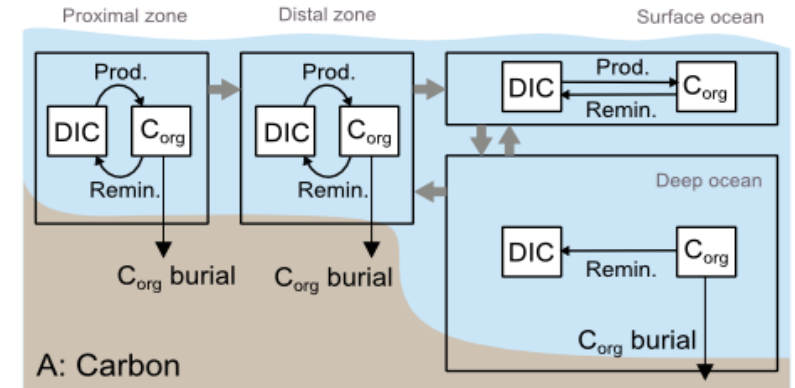 Proximal zone
Distal zone
Surface ocean
Prod.
DIC
C_org
Remin.
C_org burial
Prod.
DIC
C_org
Remin.
C_org burial
Prod.
DIC
C_org
Remin.
Deep ocean
DIC
C_org
Remin.
C_org burial
A: Carbon